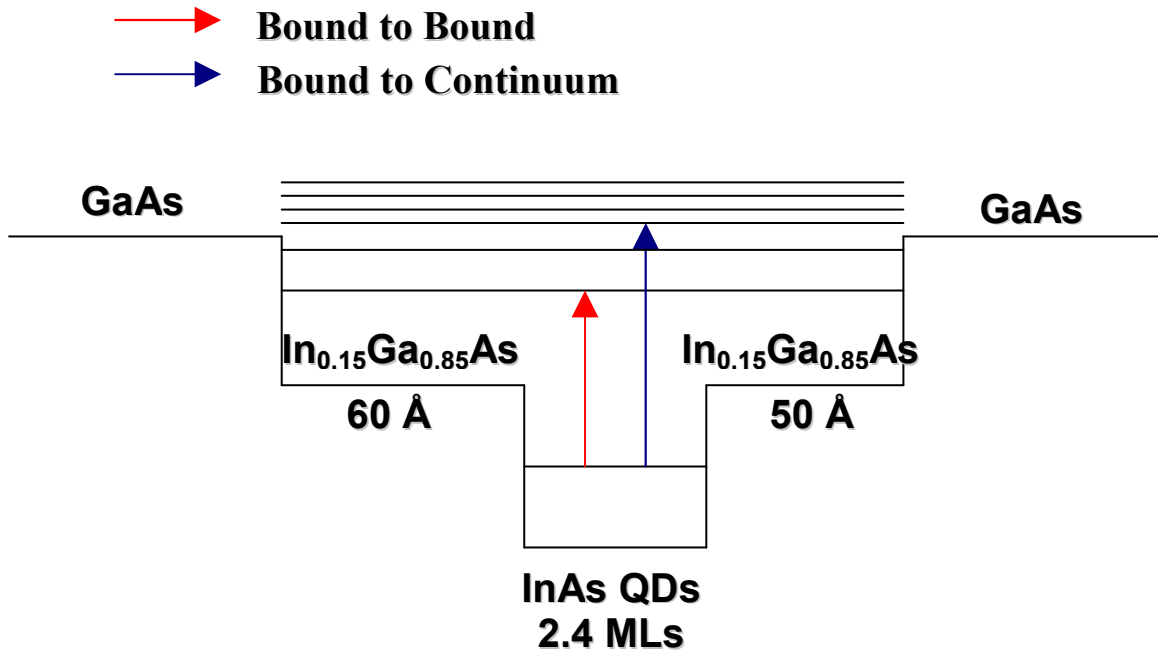 Bound to Bound
Bound to Continuum
GaAs
GaAs
In0.15Ga0.85As
In0.15Ga0.85As
60 Å
50 Å
InAs QDs
2.4 MLs